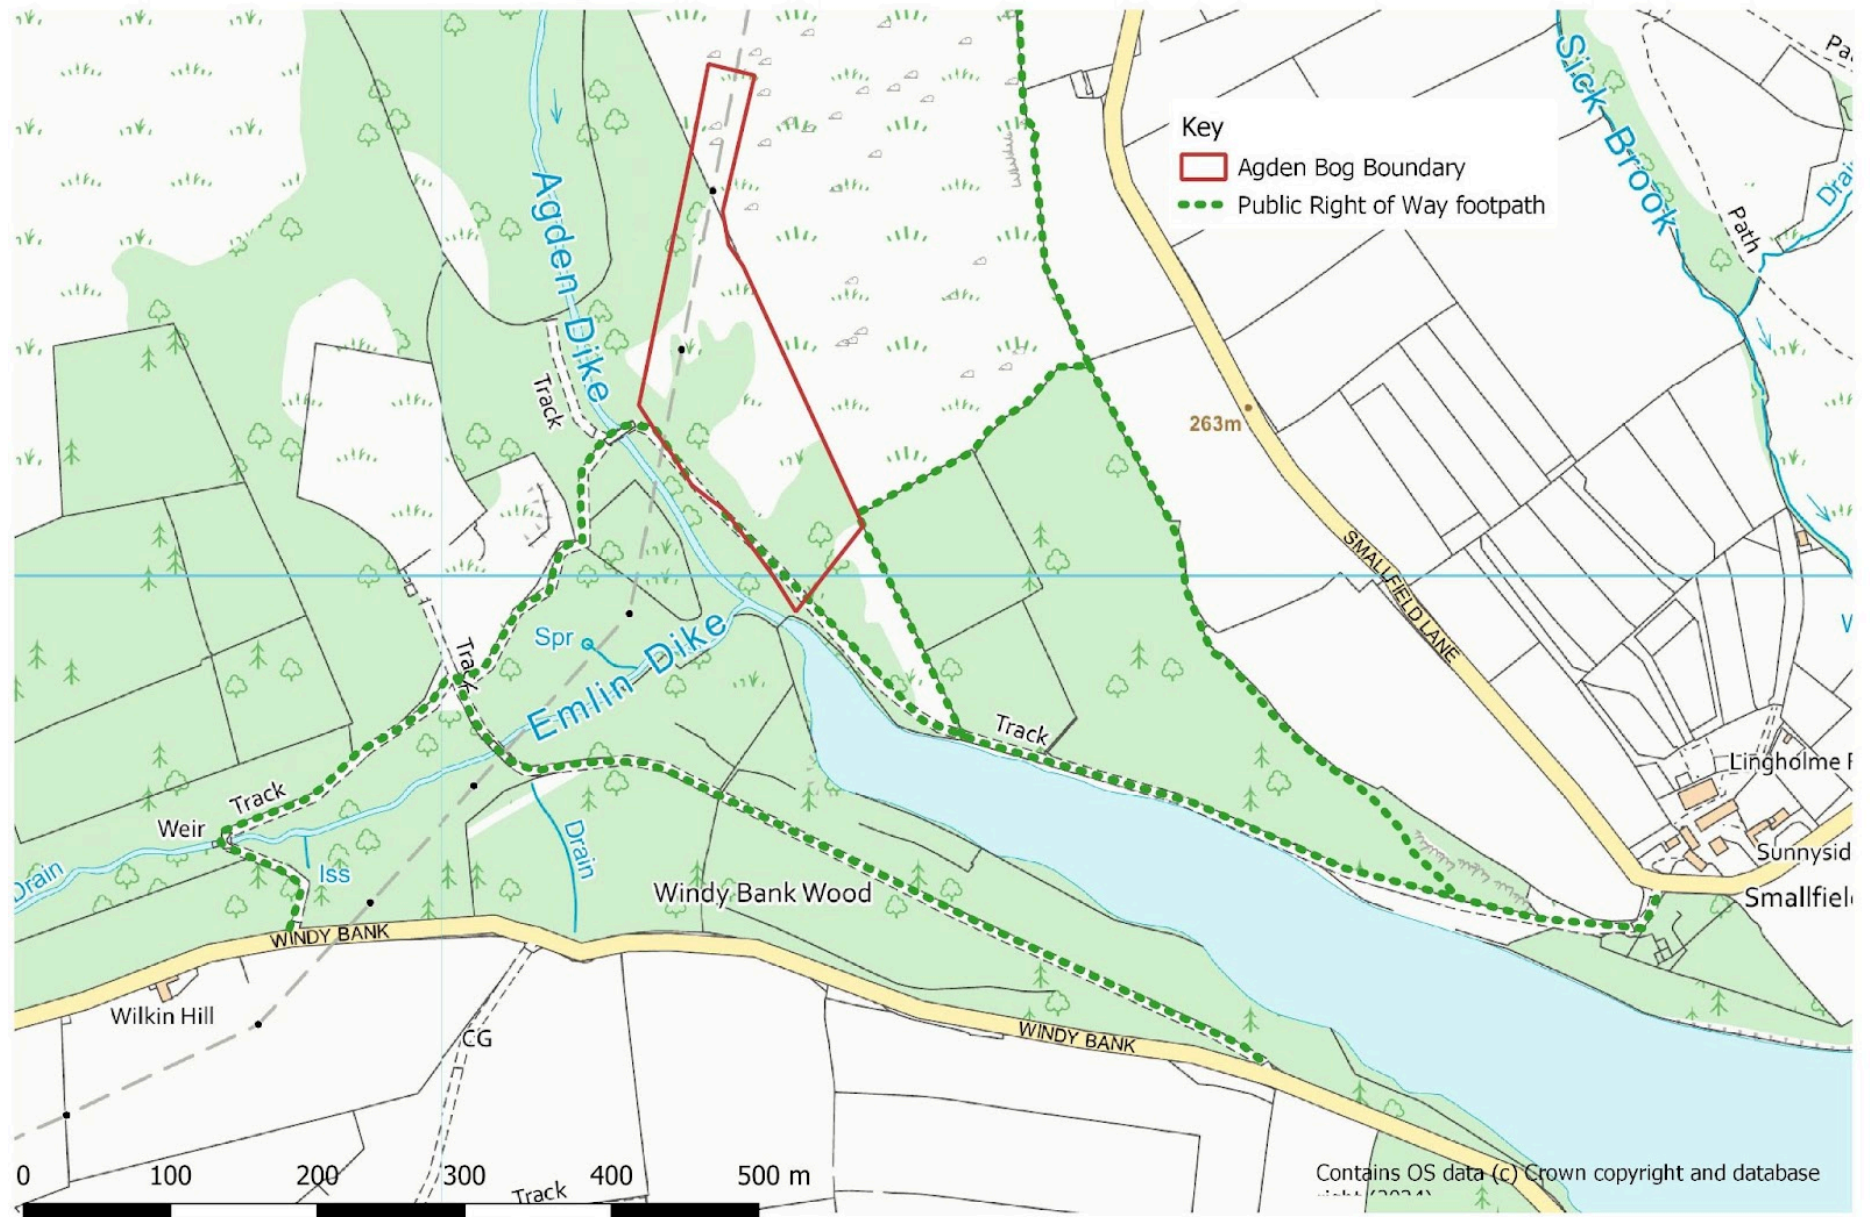 Sick Brook
Pa
Key
Agden Bog Boundary
Public Right of Way footpath
Drai
Path
Agden Dike
Track
263m
SMALLFIELD LANE
W
Spr
Emlin Dike
Track
Track
Lingholme F
Track
Weir
Sunnysid
Drain
Iss
Drain
Windy Bank Wood
Smallfiel
WINDY BANK
Wilkin Hill
CG
WINDY BANK
0 100 200 300 400 500 m
Track
Contains OS data (c) Crown copyright and database